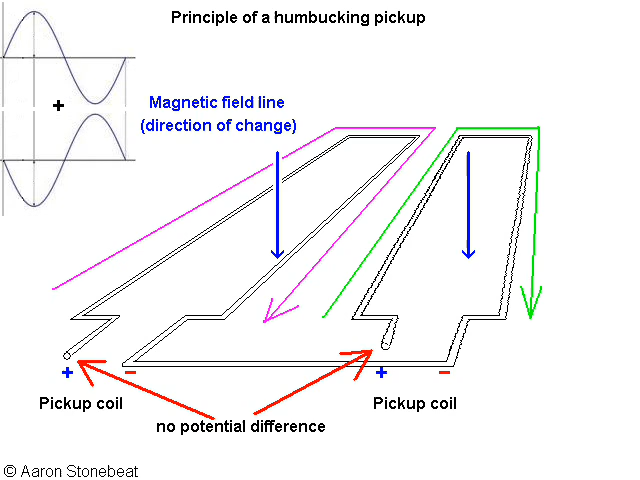 Principle of a humbucking pickup
+
Magnetic field line
(direction of change)
+ − + −
Pickup coil Pickup coil
no potential difference
© Aaron Stonebeat